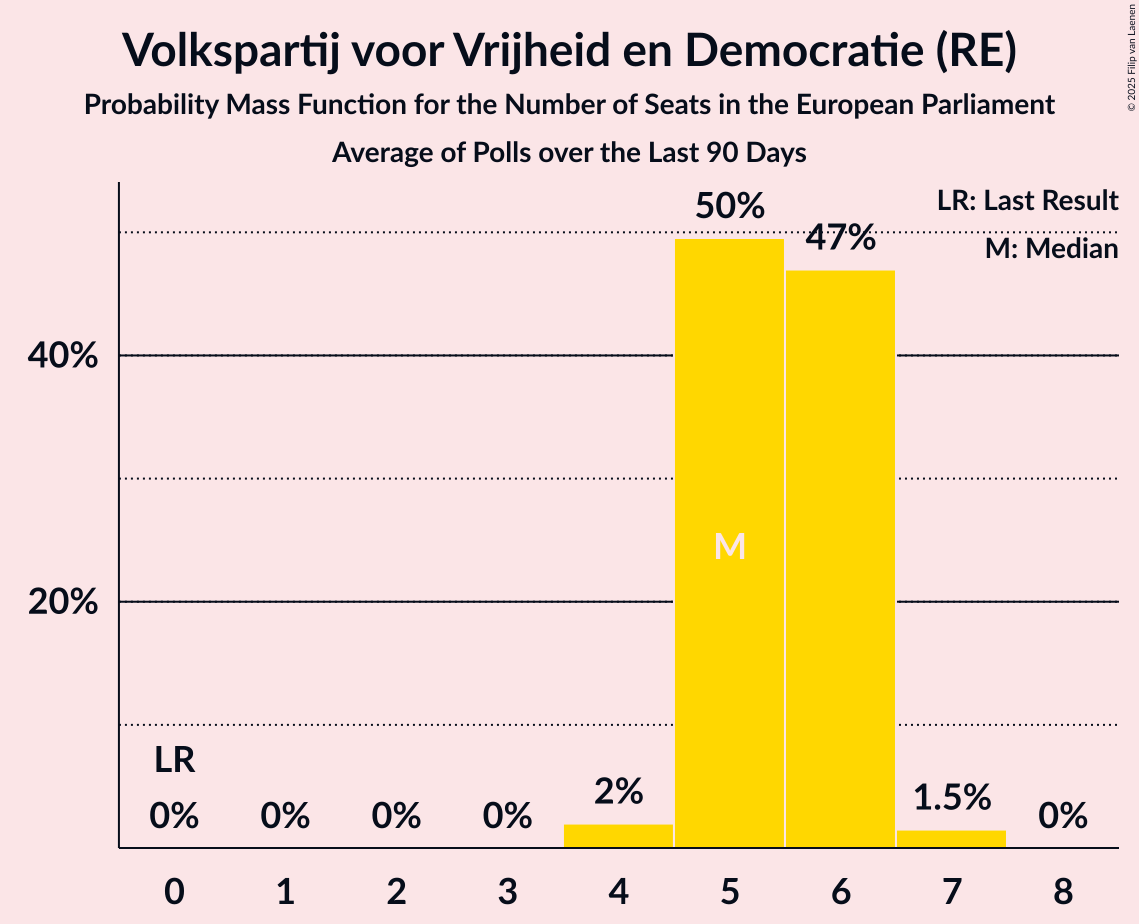 Volkspartij voor Vrijheid en Democratie (RE)
Probability Mass Function for the Number of Seats in the European Parliament
Average of Polls over the Last 90 Days
© 2025 Filip van Laenen
LR: Last Result
M: Median
50%
47%
40%
M
20%
LR
0%
0%
0%
0%
2%
1.5%
0%
0
1
2
3
4
5
6
7
8